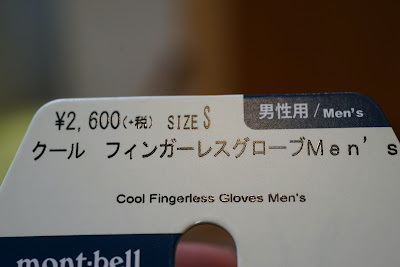 ¥2,600(+税) SIZE S 男性用/Men's
クール フィンガーレスグローブMen's
Cool Fingerless Gloves Men's
mont-bell